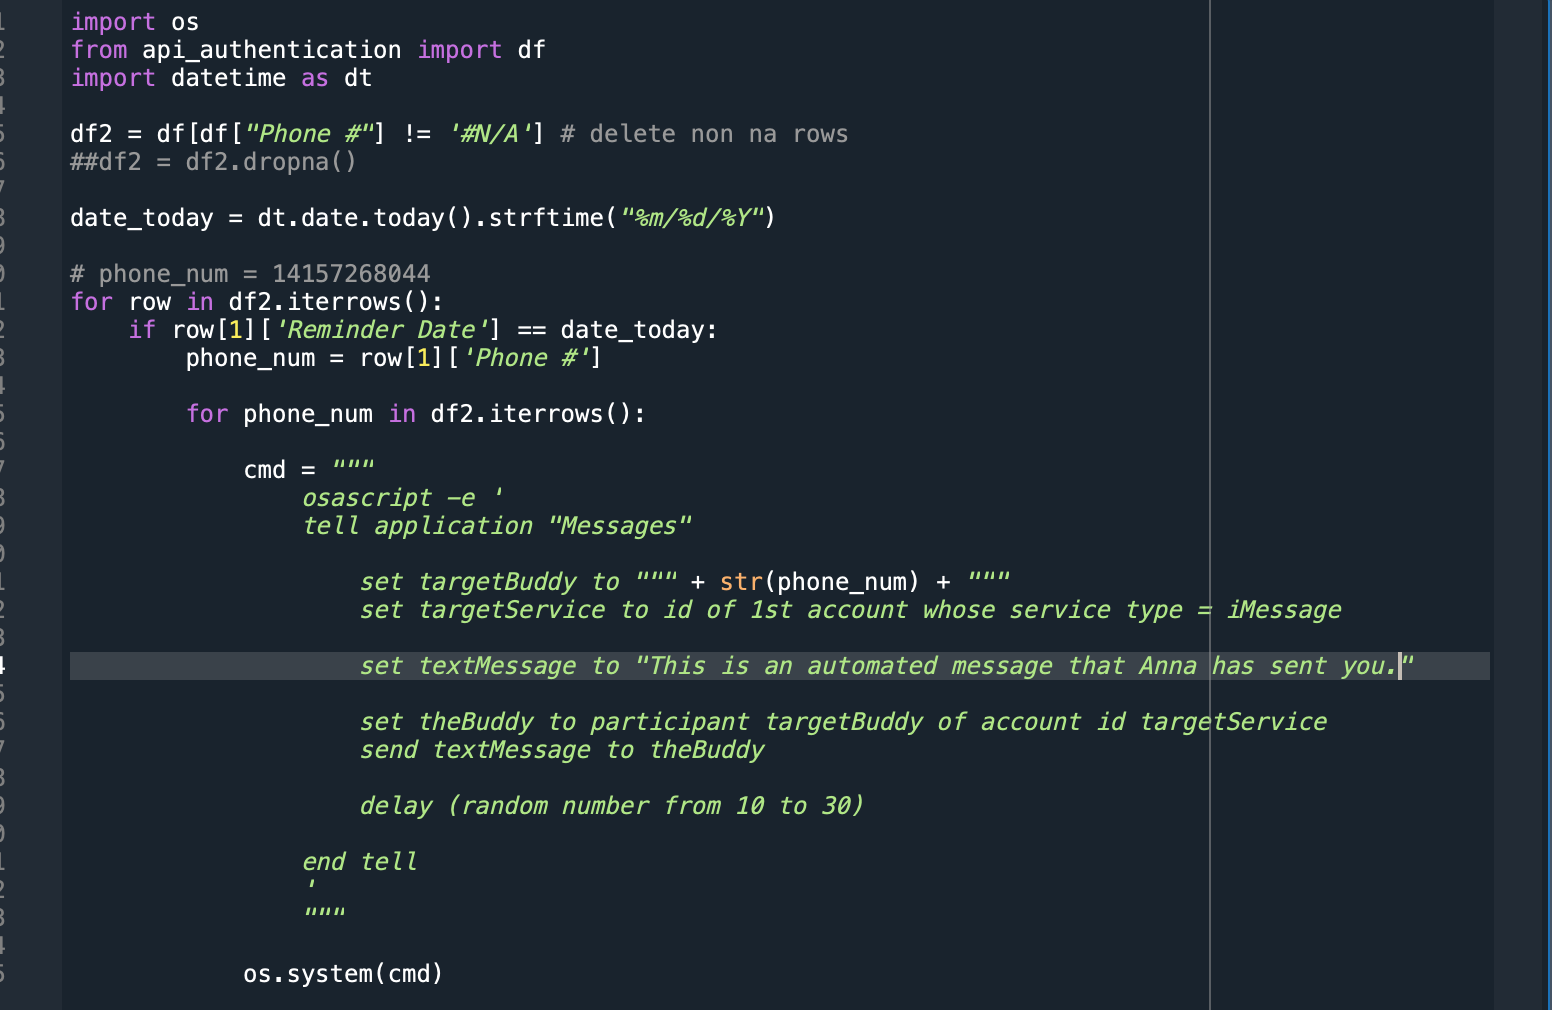 import os
from api_authentication import df
import datetime as dt
df2 = df[df["Phone #"] != '#N/A'] # delete non na rows
##df2 = df2.dropna()
date_today = dt.date.today().strftime("%m/%d/%Y")
# phone_num = 14157268044
for row in df2.iterrows():
    if row[1]['Reminder Date'] == date_today:
        phone_num = row[1]['Phone #']
        for phone_num in df2.iterrows():
            cmd = """
                osascript -e '
                tell application "Messages"
                    set targetBuddy to """ + str(phone_num) + """
                    set targetService to id of 1st account whose service type = iMessage
                    set textMessage to "This is an automated message that Anna has sent you."
                    set theBuddy to participant targetBuddy of account id targetService
                    send textMessage to theBuddy
                    delay (random number from 10 to 30)
                end tell
                '
                """
            os.system(cmd)